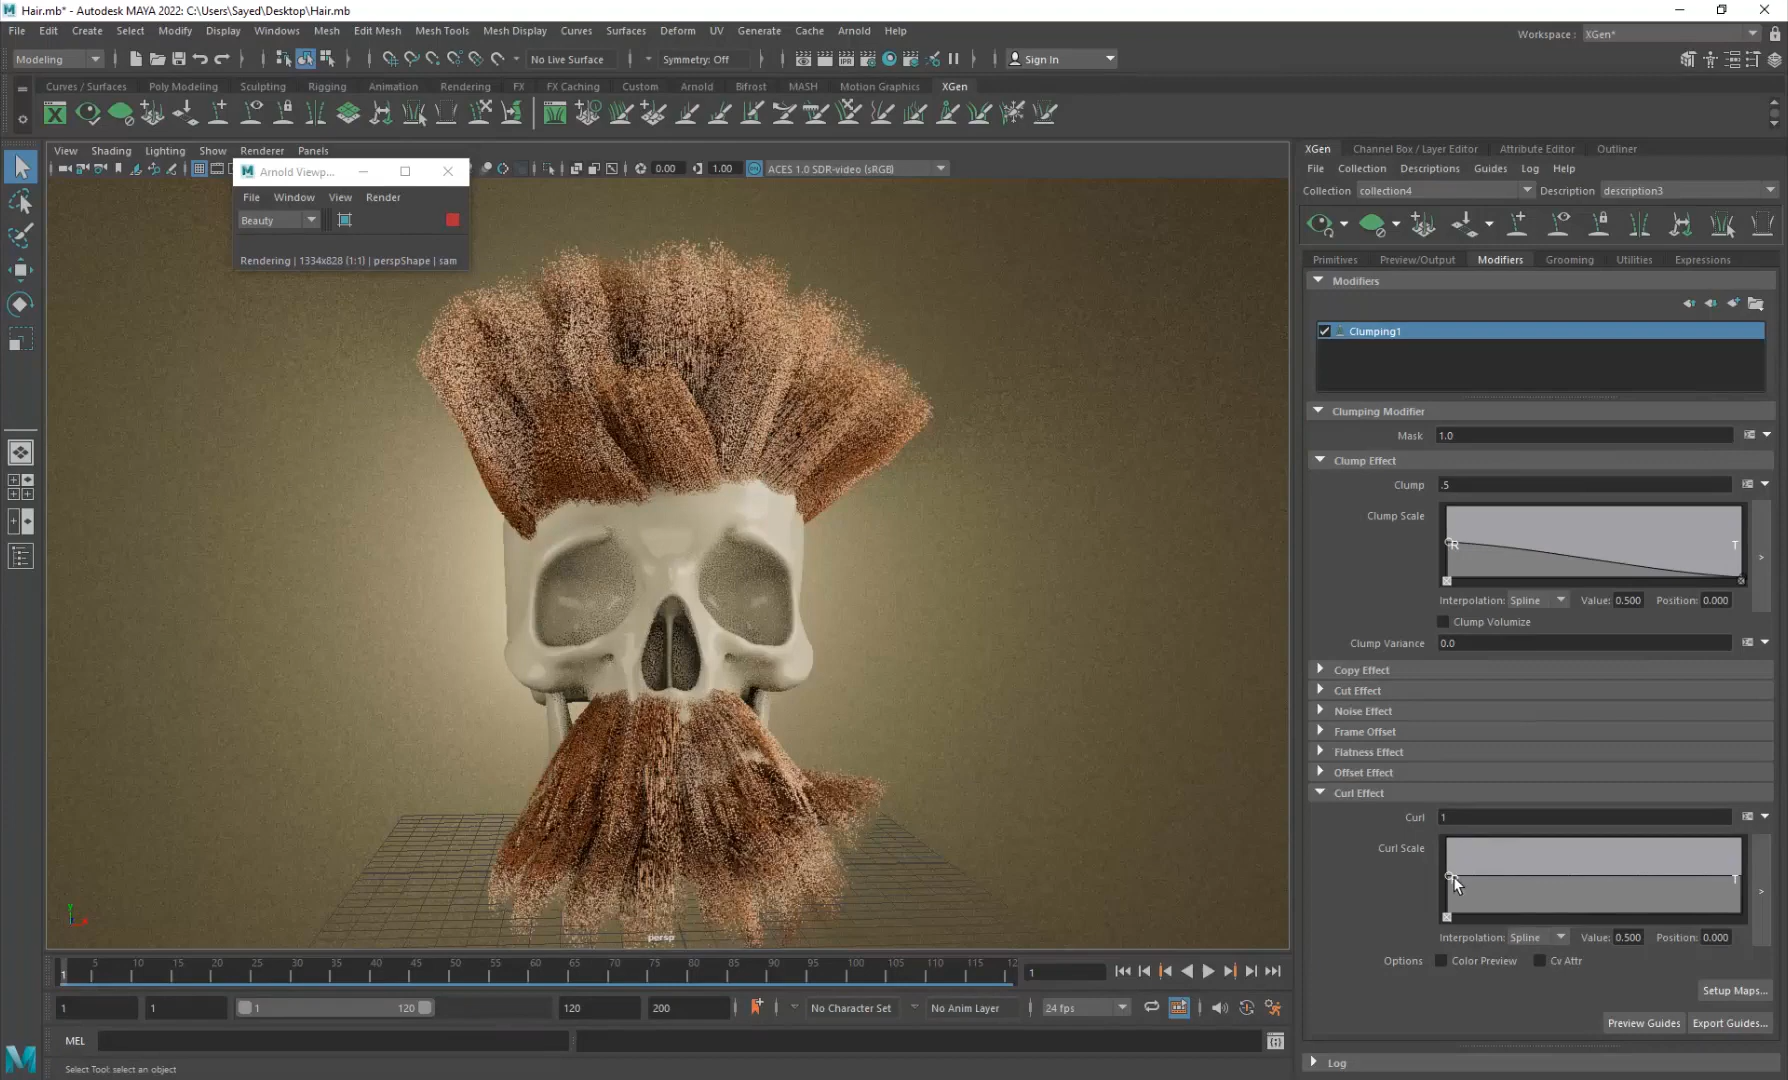 Hair.mb* - Autodesk MAYA 2022: C:\Users\Sayed\Desktop\Hair.mb
File Edit Create Select Modify Display Windows Mesh Edit Mesh Mesh Tools Mesh Display Curves Surfaces Deform UV Generate Cache Arnold Help
Workspace : XGen*
Modeling No Live Surface Symmetry: Off Sign In
Curves / Surfaces Poly Modeling Sculpting Rigging Animation Rendering FX FX Caching Custom Arnold Bifrost MASH Motion Graphics XGen
View Shading Lighting Show Renderer Panels
0.00 1.00 ACES 1.0 SDR-video (sRGB)
Arnold Viewp...
File Window View Render
Beauty
Rendering | 1334x828 (1:1) | perspShape | sam
persp
XGen Channel Box / Layer Editor Attribute Editor Outliner
File Collection Descriptions Guides Log Help
Collection collection4 Description description3
Primitives Preview/Output Modifiers Grooming Utilities Expressions
Modifiers
Clumping1
Clumping Modifier
Mask 1.0
Clump Effect
Clump .5
Clump Scale
R T
Interpolation: Spline Value: 0.500 Position: 0.000
Clump Volumize
Clump Variance 0.0
Copy Effect
Cut Effect
Noise Effect
Frame Offset
Flatness Effect
Offset Effect
Curl Effect
Curl 1
Curl Scale
T
Interpolation: Spline Value: 0.500 Position: 0.000
Options Color Preview Cv Attr
Setup Maps...
Preview Guides Export Guides...
Log
1 5 10 15 20 25 30 35 40 45 50 55 60 65 70 75 80 85 90 95 100 105 110 115 12
1
1 1 1 120 120 200 No Character Set No Anim Layer 24 fps
MEL
Select Tool: select an object